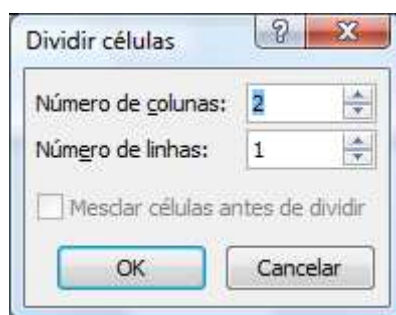 Dividir células
Número de colunas: 2
Número de linhas: 1
Mesclar células antes de dividir
OK Cancelar